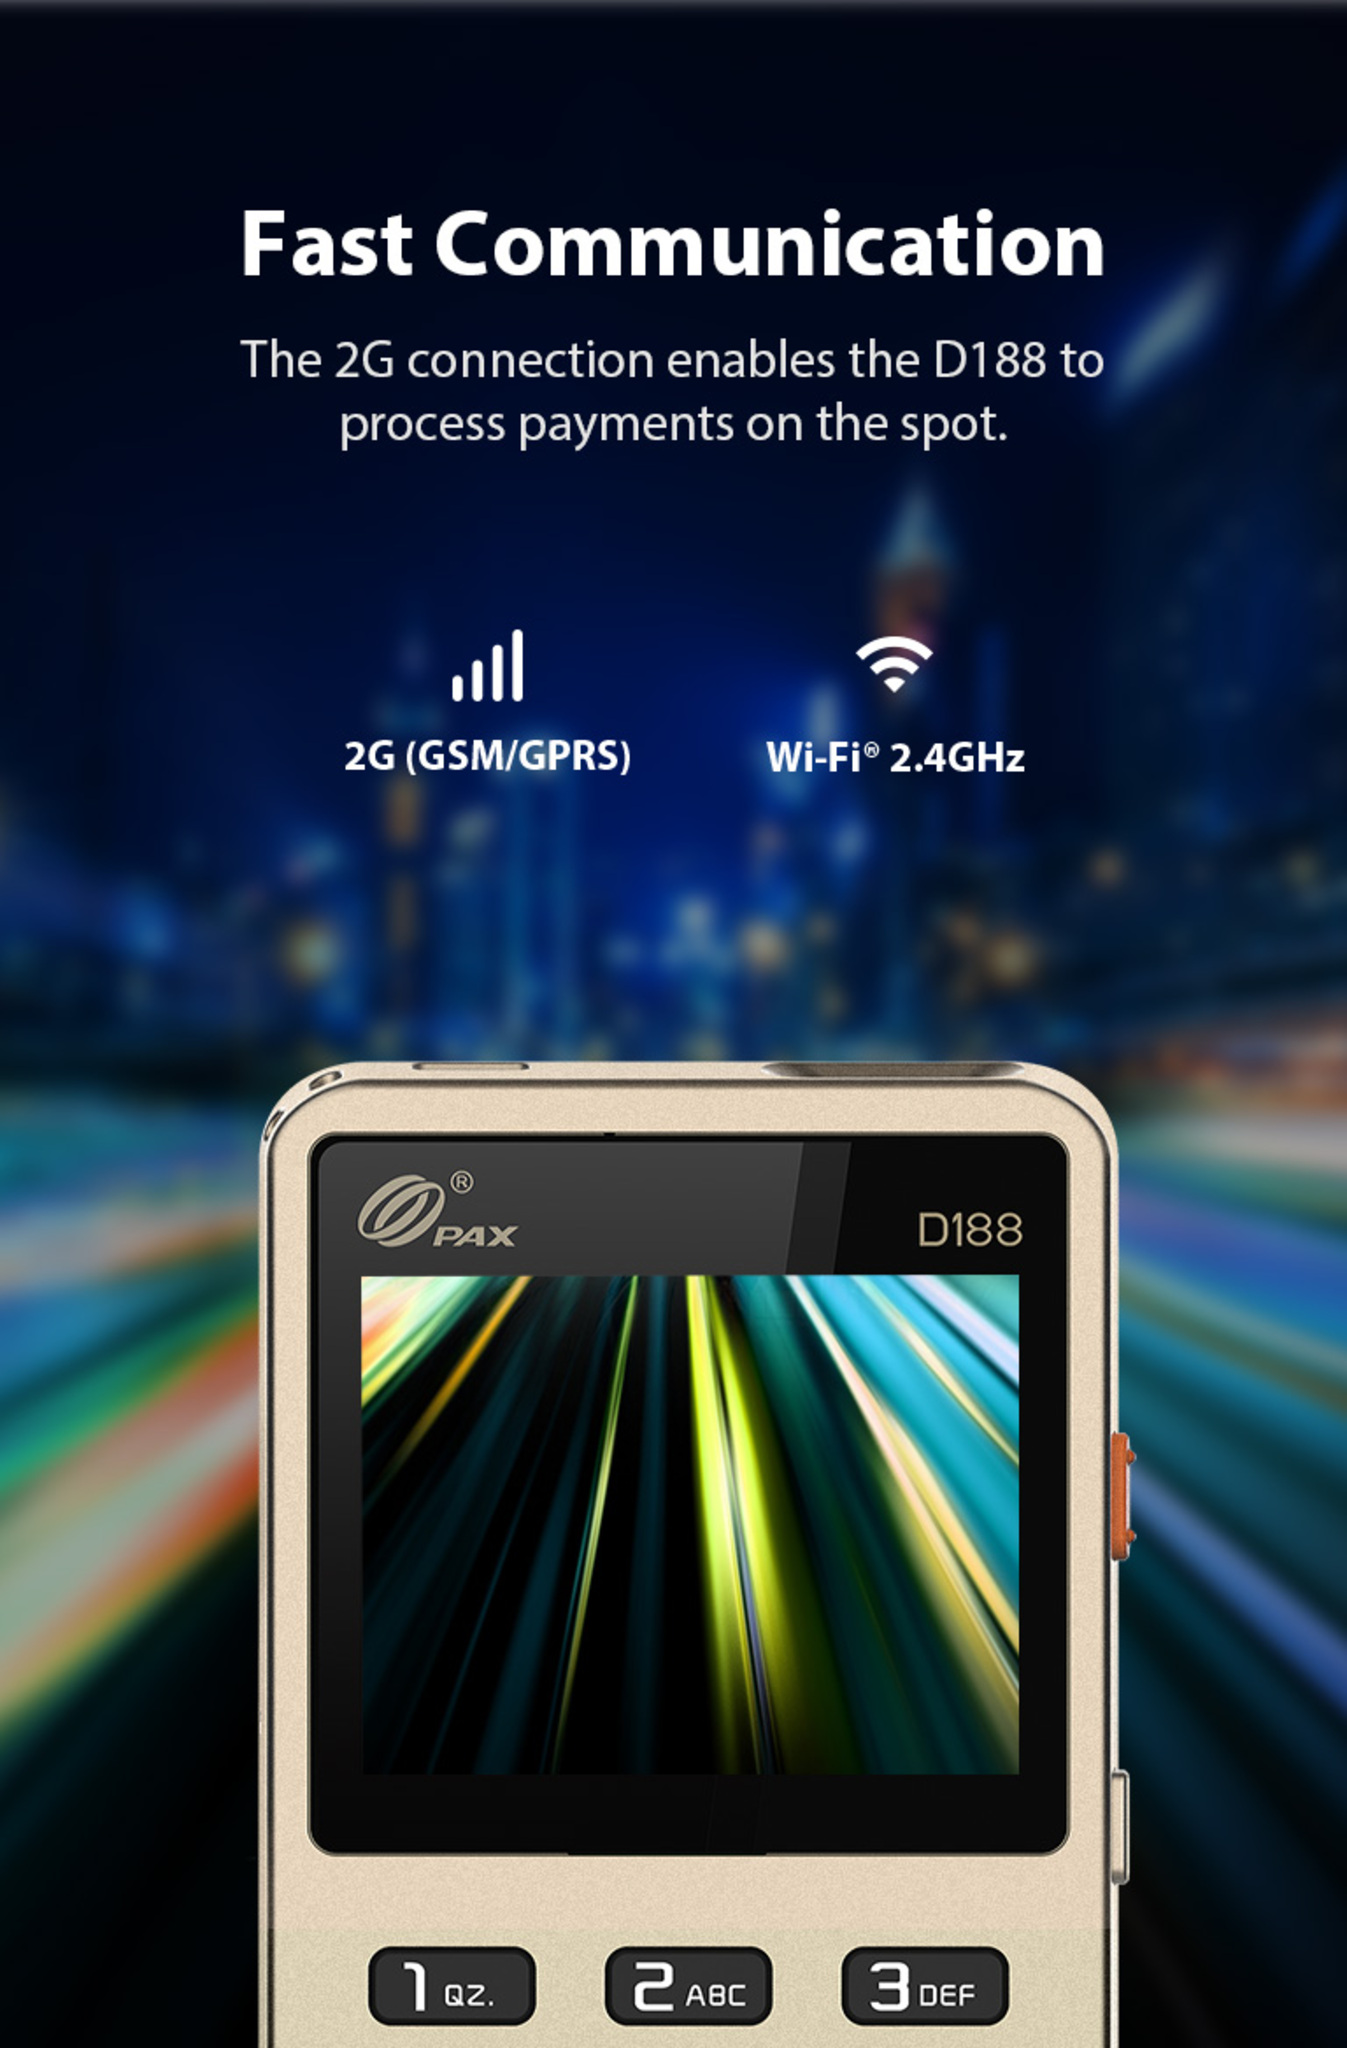 Fast Communication
The 2G connection enables the D188 to
process payments on the spot.
2G (GSM/GPRS)
Wi-Fi® 2.4GHz
® PAX
D188
1 QZ.
2 ABC
3 DEF